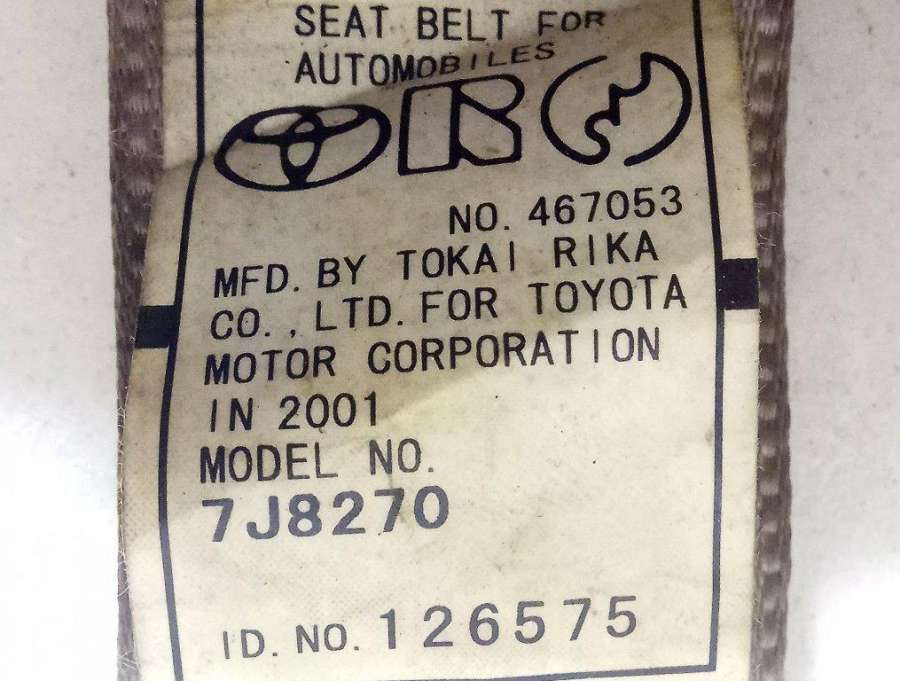 SEAT BELT FOR
AUTOMOBILES
NO. 467053
MFD. BY TOKAI RIKA
CO., LTD. FOR TOYOTA
MOTOR CORPORATION
IN 2001
MODEL NO.
7J8270
ID. NO. 126575